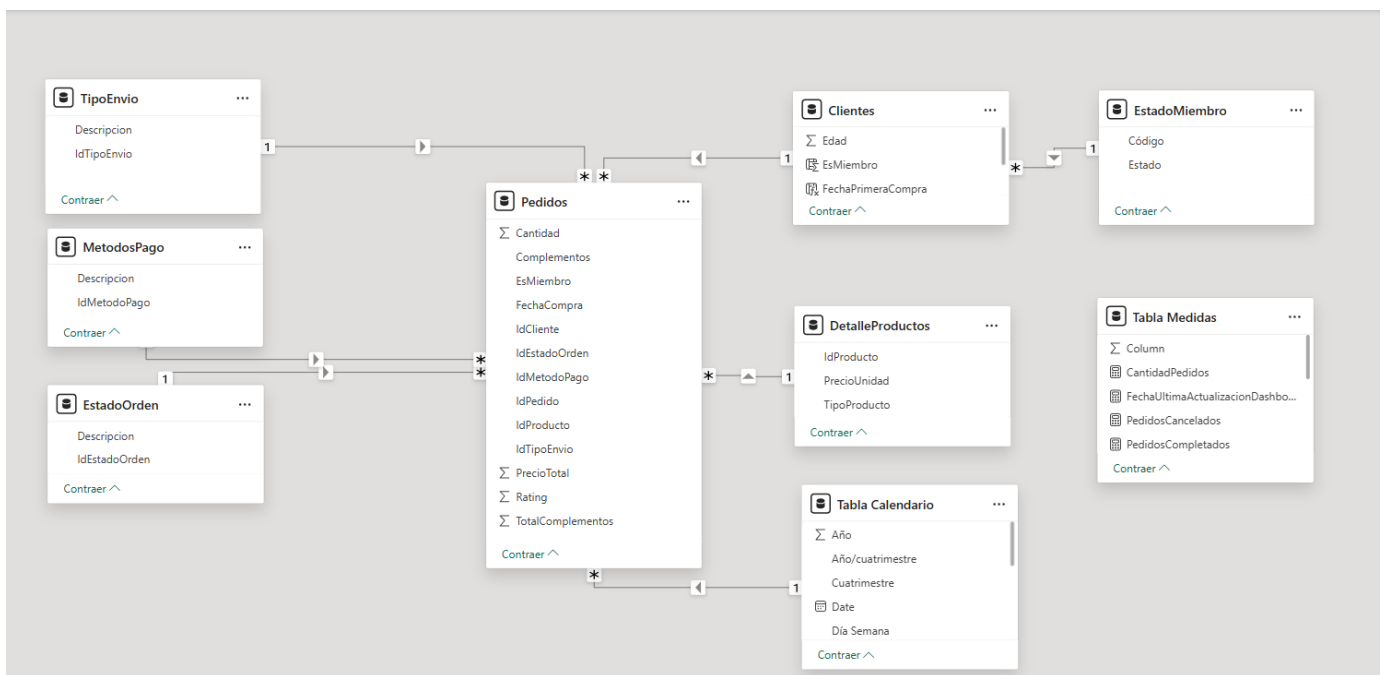 TipoEnvio
Descripcion
IdTipoEnvio
Contraer
MetodosPago
Descripcion
IdMetodoPago
Contraer
EstadoOrden
Descripcion
IdEstadoOrden
Contraer
1
1
*
*
*
*
Pedidos
Cantidad
Complementos
EsMiembro
FechaCompra
IdCliente
IdEstadoOrden
IdMetodoPago
IdPedido
IdProducto
IdTipoEnvio
PrecioTotal
Rating
TotalComplementos
Contraer
*
*
1
1
1
Clientes
Edad
EsMiembro
FechaPrimeraCompra
Contraer
*
1
EstadoMiembro
Código
Estado
Contraer
DetalleProductos
IdProducto
PrecioUnidad
TipoProducto
Contraer
Tabla Medidas
Column
CantidadPedidos
FechaUltimaActualizacionDashbo...
PedidosCancelados
PedidosCompletados
Contraer
Tabla Calendario
Año
Año/cuatrimestre
Cuatrimestre
Date
Día Semana
Contraer